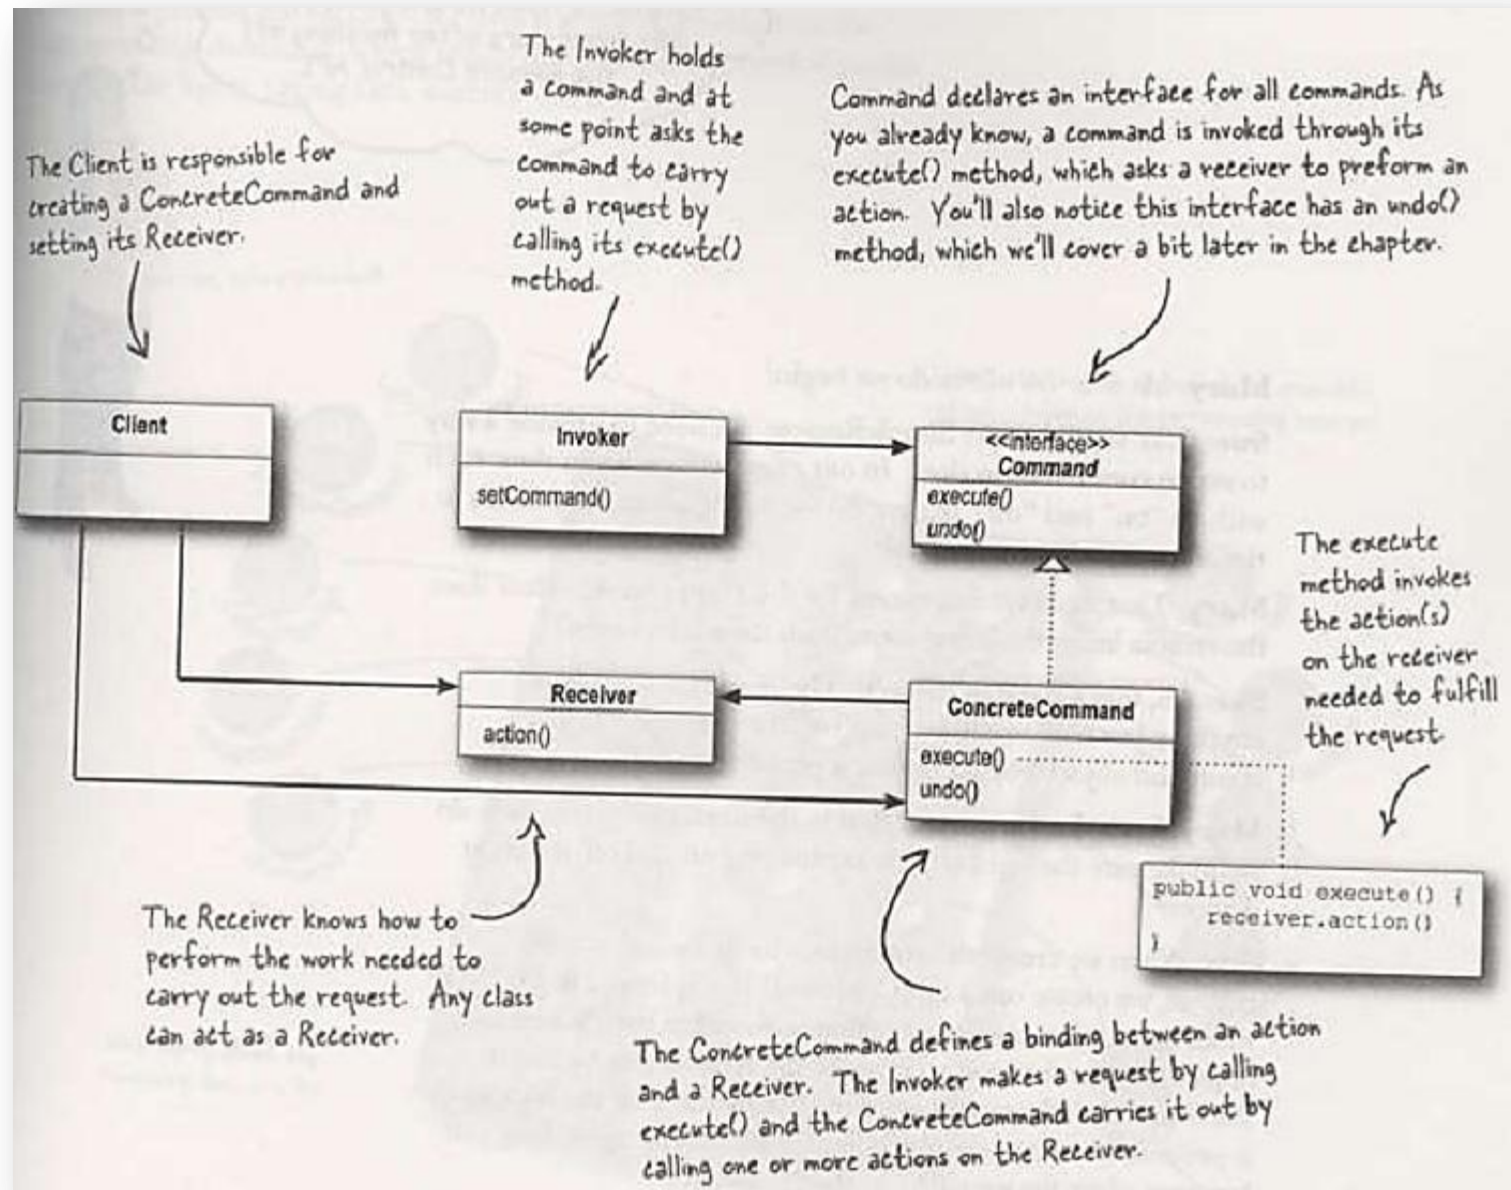 The Client is responsible for
creating a ConcreteCommand and
setting its Receiver.
The Invoker holds
a command and at
some point asks the
command to carry
out a request by
calling its execute()
method.
Command declares an interface for all commands. As
you already know, a command is invoked through its
execute() method, which asks a receiver to preform an
action. You'll also notice this interface has an undo()
method, which we'll cover a bit later in the chapter.
Client
Invoker
setCommand()
<<interface>>
Command
execute()
undo()
The execute
method invokes
the action(s)
on the receiver
needed to fulfill
the request.
Receiver
action()
ConcreteCommand
execute()
undo()
public void execute() {
receiver.action()
}
The Receiver knows how to
perform the work needed to
carry out the request. Any class
can act as a Receiver.
The ConcreteCommand defines a binding between an action
and a Receiver. The Invoker makes a request by calling
execute() and the ConcreteCommand carries it out by
calling one or more actions on the Receiver.